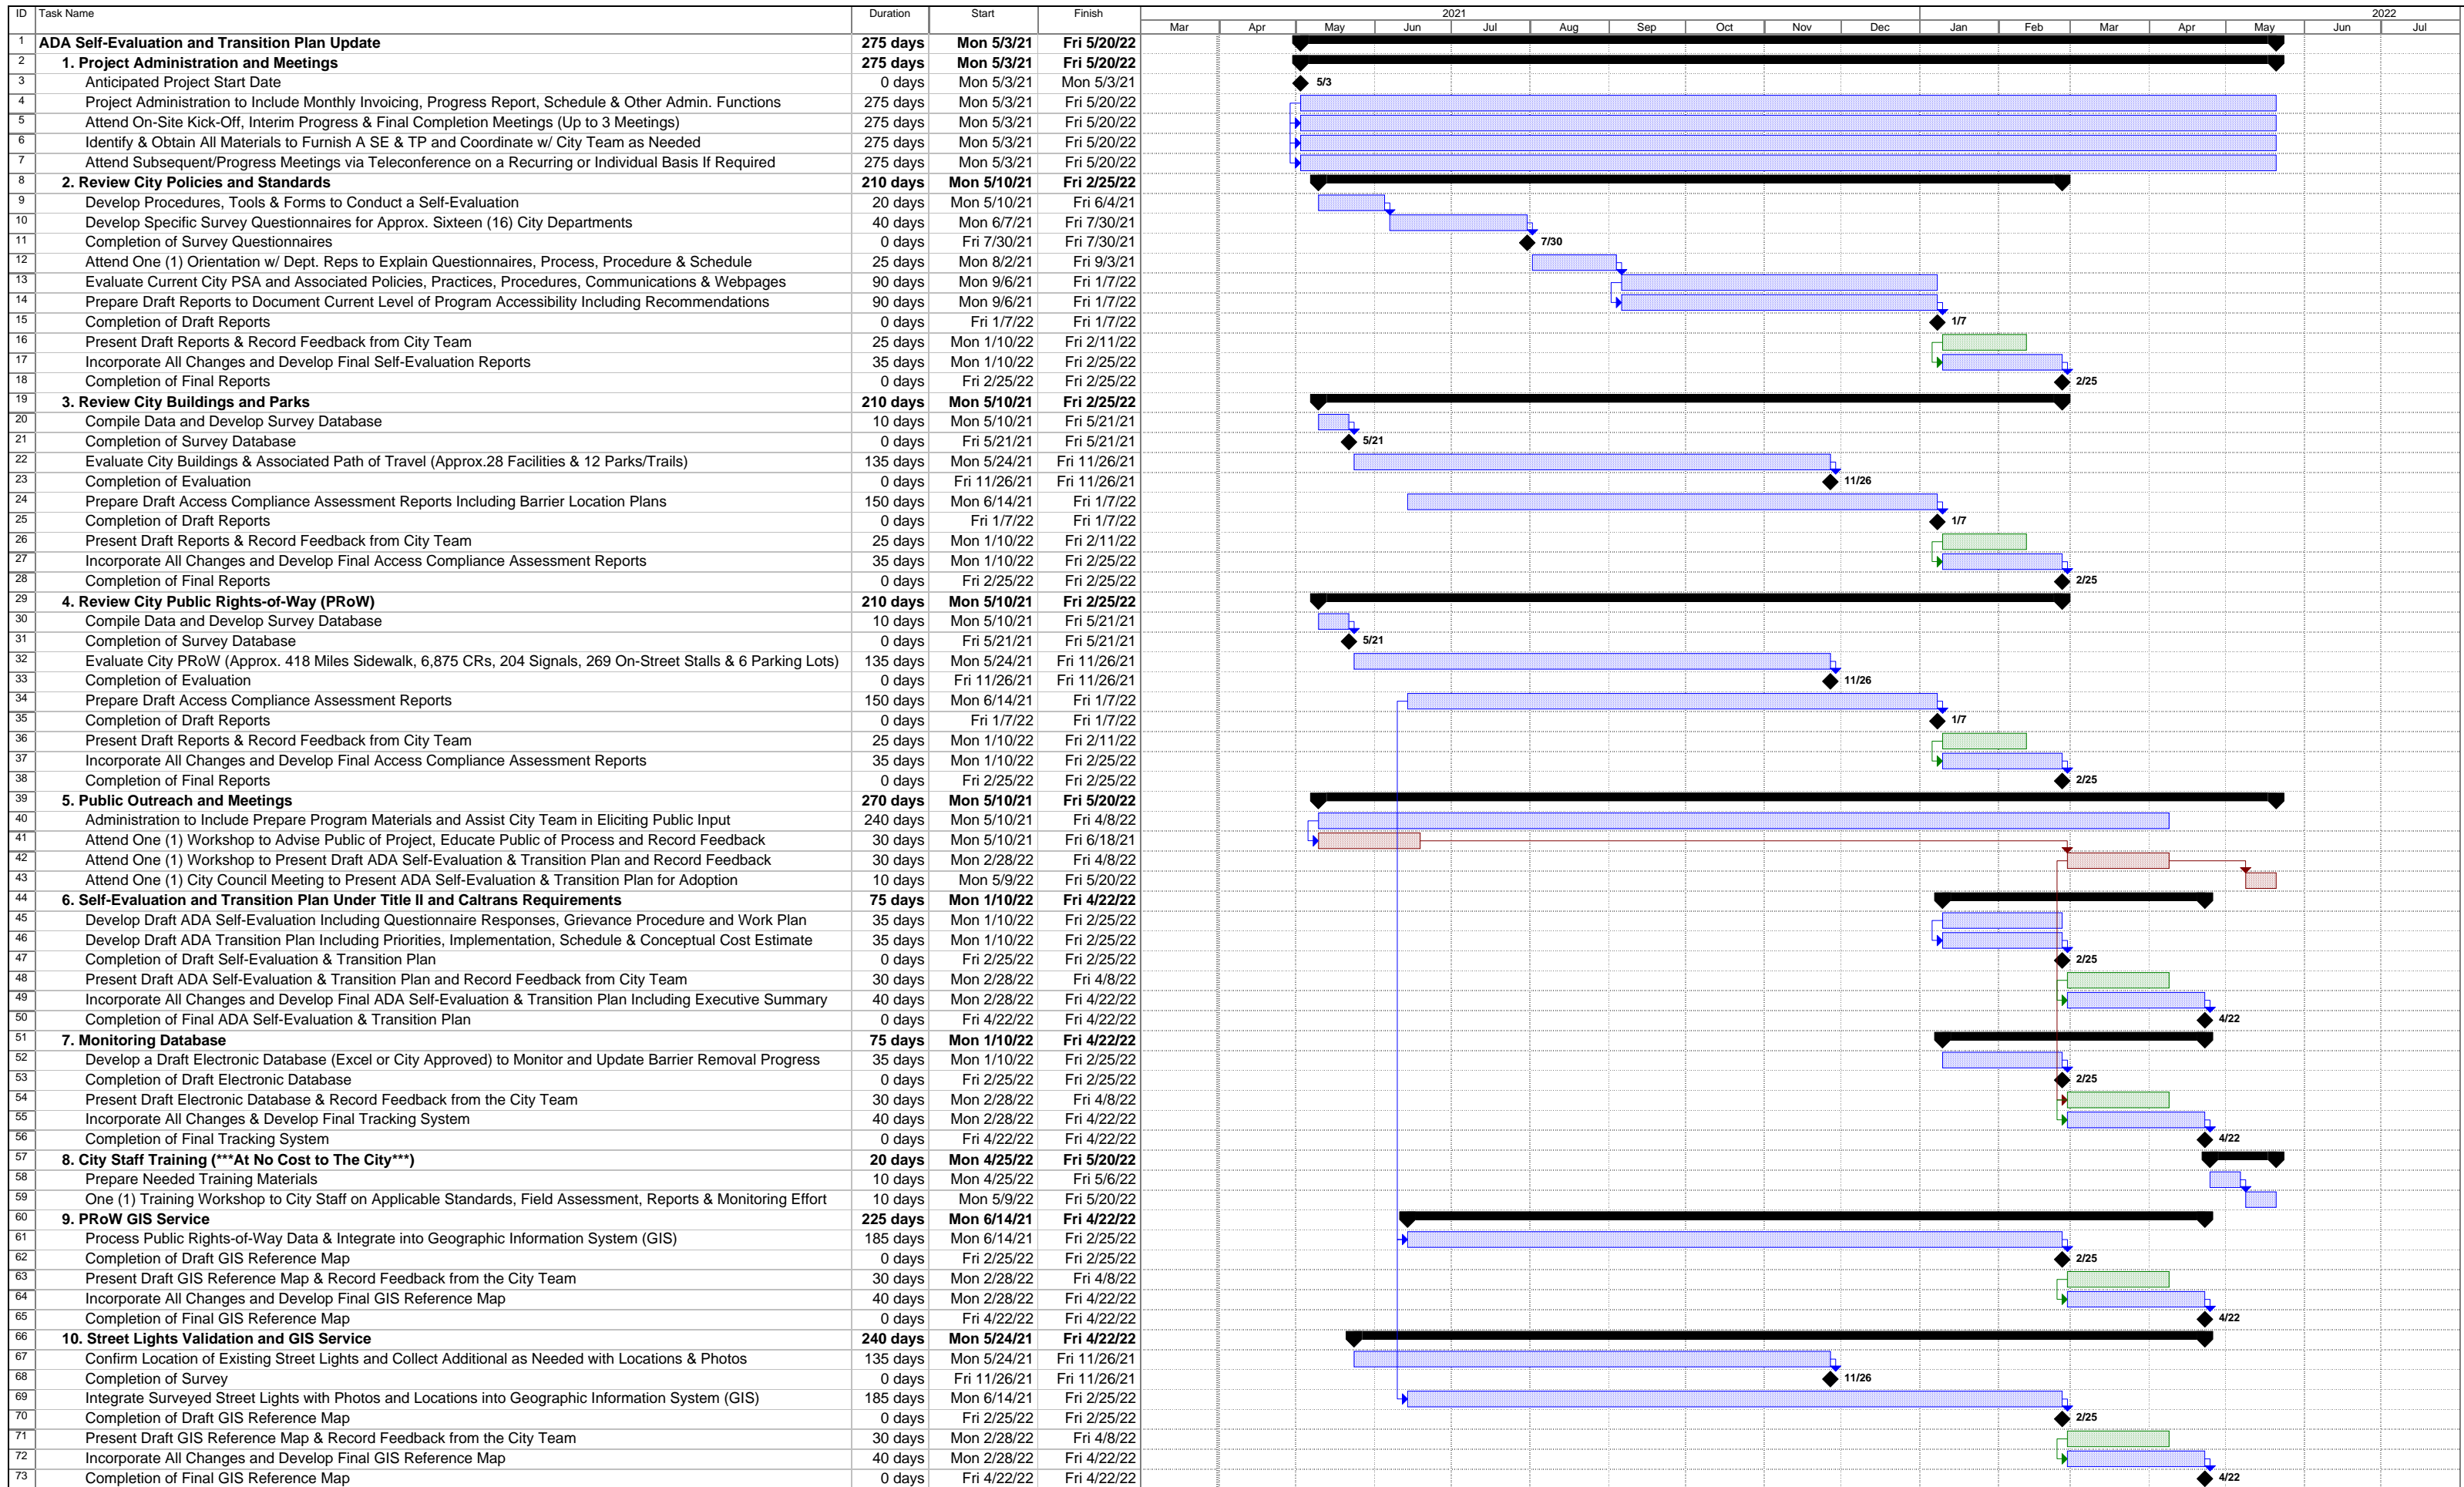 ID Task Name Duration Start Finish 2021 2022
Mar Apr May Jun Jul Aug Sep Oct Nov Dec Jan Feb Mar Apr May Jun Jul
1 ADA Self-Evaluation and Transition Plan Update 275 days Mon 5/3/21 Fri 5/20/22
2 1. Project Administration and Meetings 275 days Mon 5/3/21 Fri 5/20/22
3 Anticipated Project Start Date 0 days Mon 5/3/21 Mon 5/3/21 5/3
4 Project Administration to Include Monthly Invoicing, Progress Report, Schedule & Other Admin. Functions 275 days Mon 5/3/21 Fri 5/20/22
5 Attend On-Site Kick-Off, Interim Progress & Final Completion Meetings (Up to 3 Meetings) 275 days Mon 5/3/21 Fri 5/20/22
6 Identify & Obtain All Materials to Furnish A SE & TP and Coordinate w/ City Team as Needed 275 days Mon 5/3/21 Fri 5/20/22
7 Attend Subsequent/Progress Meetings via Teleconference on a Recurring or Individual Basis If Required 275 days Mon 5/3/21 Fri 5/20/22
8 2. Review City Policies and Standards 210 days Mon 5/10/21 Fri 2/25/22
9 Develop Procedures, Tools & Forms to Conduct a Self-Evaluation 20 days Mon 5/10/21 Fri 6/4/21
10 Develop Specific Survey Questionnaires for Approx. Sixteen (16) City Departments 40 days Mon 6/7/21 Fri 7/30/21
11 Completion of Survey Questionnaires 0 days Fri 7/30/21 Fri 7/30/21 7/30
12 Attend One (1) Orientation w/ Dept. Reps to Explain Questionnaires, Process, Procedure & Schedule 25 days Mon 8/2/21 Fri 9/3/21
13 Evaluate Current City PSA and Associated Policies, Practices, Procedures, Communications & Webpages 90 days Mon 9/6/21 Fri 1/7/22
14 Prepare Draft Reports to Document Current Level of Program Accessibility Including Recommendations 90 days Mon 9/6/21 Fri 1/7/22
15 Completion of Draft Reports 0 days Fri 1/7/22 Fri 1/7/22 1/7
16 Present Draft Reports & Record Feedback from City Team 25 days Mon 1/10/22 Fri 2/11/22
17 Incorporate All Changes and Develop Final Self-Evaluation Reports 35 days Mon 1/10/22 Fri 2/25/22
18 Completion of Final Reports 0 days Fri 2/25/22 Fri 2/25/22 2/25
19 3. Review City Buildings and Parks 210 days Mon 5/10/21 Fri 2/25/22
20 Compile Data and Develop Survey Database 10 days Mon 5/10/21 Fri 5/21/21
21 Completion of Survey Database 0 days Fri 5/21/21 Fri 5/21/21 5/21
22 Evaluate City Buildings & Associated Path of Travel (Approx.28 Facilities & 12 Parks/Trails) 135 days Mon 5/24/21 Fri 11/26/21
23 Completion of Evaluation 0 days Fri 11/26/21 Fri 11/26/21 11/26
24 Prepare Draft Access Compliance Assessment Reports Including Barrier Location Plans 150 days Mon 6/14/21 Fri 1/7/22
25 Completion of Draft Reports 0 days Fri 1/7/22 Fri 1/7/22 1/7
26 Present Draft Reports & Record Feedback from City Team 25 days Mon 1/10/22 Fri 2/11/22
27 Incorporate All Changes and Develop Final Access Compliance Assessment Reports 35 days Mon 1/10/22 Fri 2/25/22
28 Completion of Final Reports 0 days Fri 2/25/22 Fri 2/25/22 2/25
29 4. Review City Public Rights-of-Way (PRoW) 210 days Mon 5/10/21 Fri 2/25/22
30 Compile Data and Develop Survey Database 10 days Mon 5/10/21 Fri 5/21/21
31 Completion of Survey Database 0 days Fri 5/21/21 Fri 5/21/21 5/21
32 Evaluate City PRoW (Approx. 418 Miles Sidewalk, 6,875 CRs, 204 Signals, 269 On-Street Stalls & 6 Parking Lots) 135 days Mon 5/24/21 Fri 11/26/21
33 Completion of Evaluation 0 days Fri 11/26/21 Fri 11/26/21 11/26
34 Prepare Draft Access Compliance Assessment Reports 150 days Mon 6/14/21 Fri 1/7/22
35 Completion of Draft Reports 0 days Fri 1/7/22 Fri 1/7/22 1/7
36 Present Draft Reports & Record Feedback from City Team 25 days Mon 1/10/22 Fri 2/11/22
37 Incorporate All Changes and Develop Final Access Compliance Assessment Reports 35 days Mon 1/10/22 Fri 2/25/22
38 Completion of Final Reports 0 days Fri 2/25/22 Fri 2/25/22 2/25
39 5. Public Outreach and Meetings 270 days Mon 5/10/21 Fri 5/20/22
40 Administration to Include Prepare Program Materials and Assist City Team in Eliciting Public Input 240 days Mon 5/10/21 Fri 4/8/22
41 Attend One (1) Workshop to Advise Public of Project, Educate Public of Process and Record Feedback 30 days Mon 5/10/21 Fri 6/18/21
42 Attend One (1) Workshop to Present Draft ADA Self-Evaluation & Transition Plan and Record Feedback 30 days Mon 2/28/22 Fri 4/8/22
43 Attend One (1) City Council Meeting to Present ADA Self-Evaluation & Transition Plan for Adoption 10 days Mon 5/9/22 Fri 5/20/22
44 6. Self-Evaluation and Transition Plan Under Title II and Caltrans Requirements 75 days Mon 1/10/22 Fri 4/22/22
45 Develop Draft ADA Self-Evaluation Including Questionnaire Responses, Grievance Procedure and Work Plan 35 days Mon 1/10/22 Fri 2/25/22
46 Develop Draft ADA Transition Plan Including Priorities, Implementation, Schedule & Conceptual Cost Estimate 35 days Mon 1/10/22 Fri 2/25/22
47 Completion of Draft Self-Evaluation & Transition Plan 0 days Fri 2/25/22 Fri 2/25/22 2/25
48 Present Draft ADA Self-Evaluation & Transition Plan and Record Feedback from City Team 30 days Mon 2/28/22 Fri 4/8/22
49 Incorporate All Changes and Develop Final ADA Self-Evaluation & Transition Plan Including Executive Summary 40 days Mon 2/28/22 Fri 4/22/22
50 Completion of Final ADA Self-Evaluation & Transition Plan 0 days Fri 4/22/22 Fri 4/22/22 4/22
51 7. Monitoring Database 75 days Mon 1/10/22 Fri 4/22/22
52 Develop a Draft Electronic Database (Excel or City Approved) to Monitor and Update Barrier Removal Progress 35 days Mon 1/10/22 Fri 2/25/22
53 Completion of Draft Electronic Database 0 days Fri 2/25/22 Fri 2/25/22 2/25
54 Present Draft Electronic Database & Record Feedback from the City Team 30 days Mon 2/28/22 Fri 4/8/22
55 Incorporate All Changes & Develop Final Tracking System 40 days Mon 2/28/22 Fri 4/22/22
56 Completion of Final Tracking System 0 days Fri 4/22/22 Fri 4/22/22 4/22
57 8. City Staff Training (***At No Cost to The City***) 20 days Mon 4/25/22 Fri 5/20/22
58 Prepare Needed Training Materials 10 days Mon 4/25/22 Fri 5/6/22
59 One (1) Training Workshop to City Staff on Applicable Standards, Field Assessment, Reports & Monitoring Effort 10 days Mon 5/9/22 Fri 5/20/22
60 9. PRoW GIS Service 225 days Mon 6/14/21 Fri 4/22/22
61 Process Public Rights-of-Way Data & Integrate into Geographic Information System (GIS) 185 days Mon 6/14/21 Fri 2/25/22
62 Completion of Draft GIS Reference Map 0 days Fri 2/25/22 Fri 2/25/22 2/25
63 Present Draft GIS Reference Map & Record Feedback from the City Team 30 days Mon 2/28/22 Fri 4/8/22
64 Incorporate All Changes and Develop Final GIS Reference Map 40 days Mon 2/28/22 Fri 4/22/22
65 Completion of Final GIS Reference Map 0 days Fri 4/22/22 Fri 4/22/22 4/22
66 10. Street Lights Validation and GIS Service 240 days Mon 5/24/21 Fri 4/22/22
67 Confirm Location of Existing Street Lights and Collect Additional as Needed with Locations & Photos 135 days Mon 5/24/21 Fri 11/26/21
68 Completion of Survey 0 days Fri 11/26/21 Fri 11/26/21 11/26
69 Integrate Surveyed Street Lights with Photos and Locations into Geographic Information System (GIS) 185 days Mon 6/14/21 Fri 2/25/22
70 Completion of Draft GIS Reference Map 0 days Fri 2/25/22 Fri 2/25/22 2/25
71 Present Draft GIS Reference Map & Record Feedback from the City Team 30 days Mon 2/28/22 Fri 4/8/22
72 Incorporate All Changes and Develop Final GIS Reference Map 40 days Mon 2/28/22 Fri 4/22/22
73 Completion of Final GIS Reference Map 0 days Fri 4/22/22 Fri 4/22/22 4/22